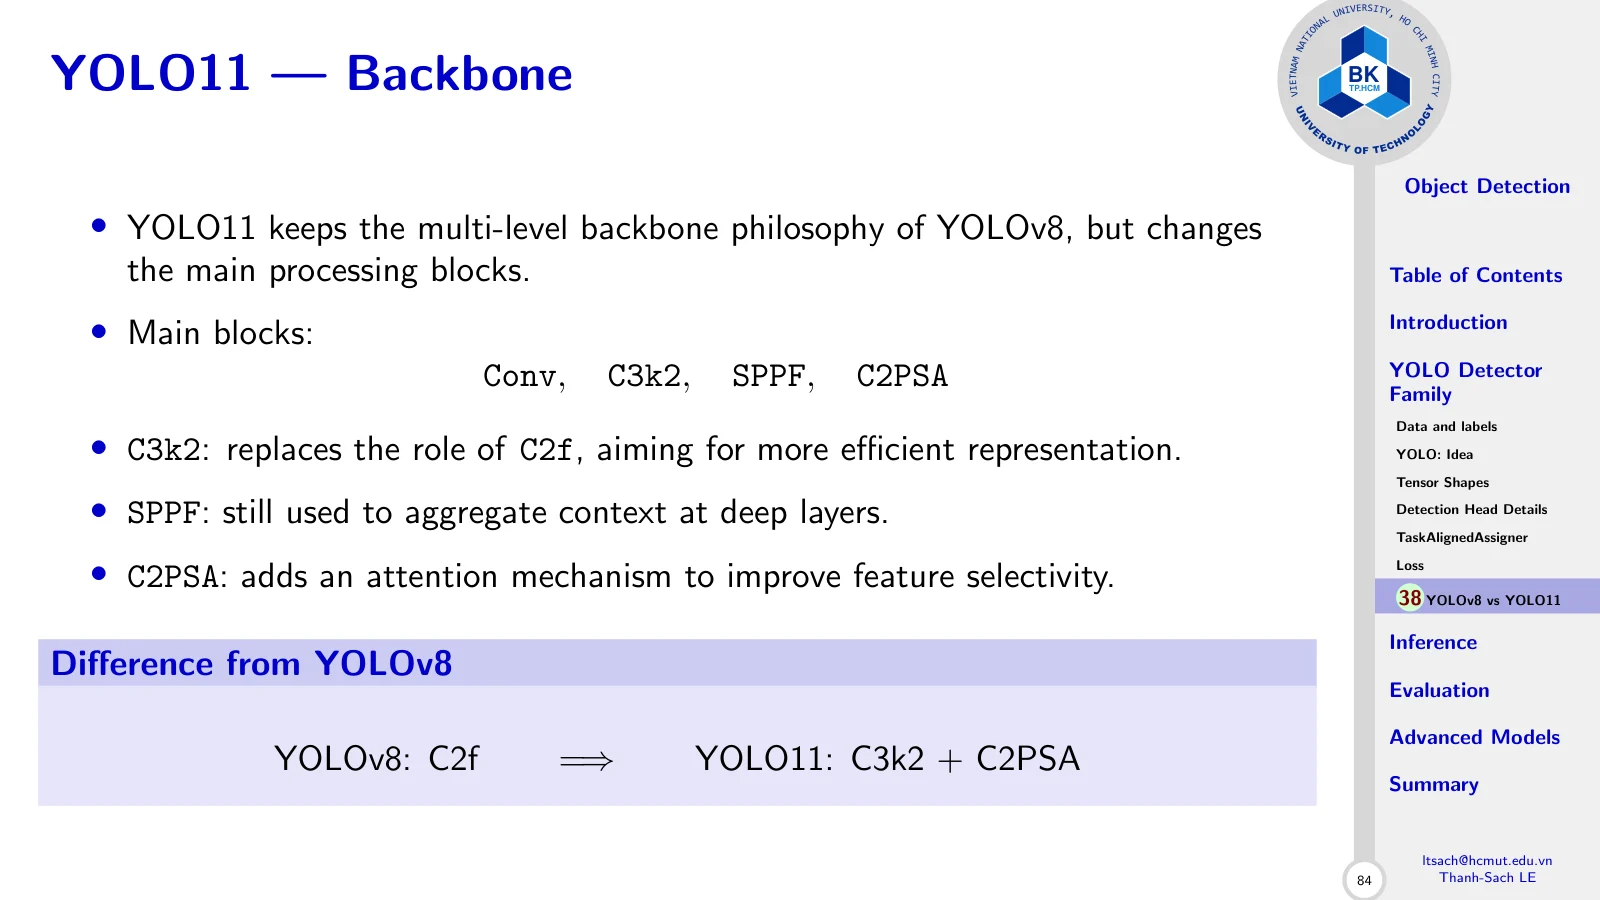 YOLO11 — Backbone
• YOLO11 keeps the multi-level backbone philosophy of YOLOv8, but changes
the main processing blocks.
• Main blocks:
Conv, C3k2, SPPF, C2PSA
• C3k2: replaces the role of C2f, aiming for more efficient representation.
• SPPF: still used to aggregate context at deep layers.
• C2PSA: adds an attention mechanism to improve feature selectivity.
Difference from YOLOv8
YOLOv8: C2f ⟹ YOLO11: C3k2 + C2PSA
VIETNAM NATIONAL UNIVERSITY, HO CHI MINH CITY
BK
TP.HCM
UNIVERSITY OF TECHNOLOGY
Object Detection
Table of Contents
Introduction
YOLO Detector
Family
Data and labels
YOLO: Idea
Tensor Shapes
Detection Head Details
TaskAlignedAssigner
Loss
38 YOLOv8 vs YOLO11
Inference
Evaluation
Advanced Models
Summary
ltsach@hcmut.edu.vn
Thanh-Sach LE
84